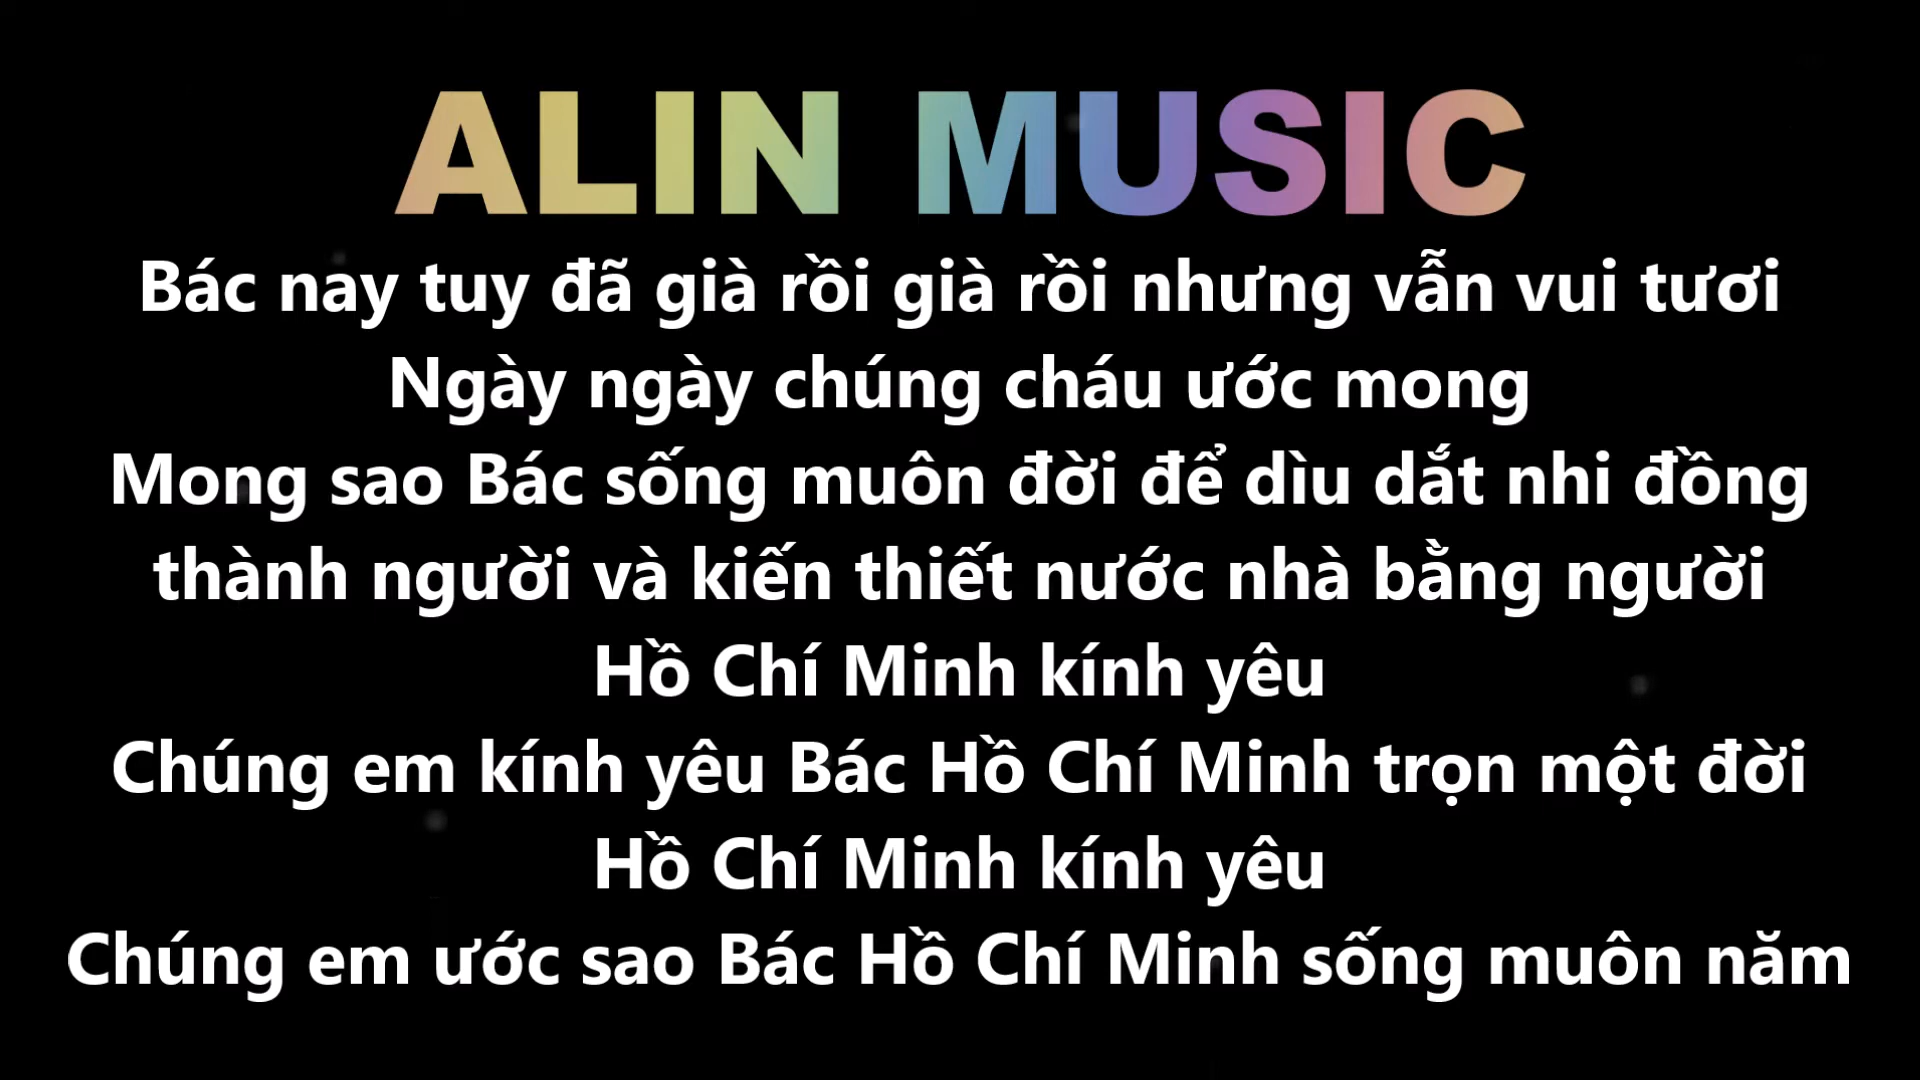 ALIN MUSIC
Bác nay tuy đã già rồi già rồi nhưng vẫn vui tươi
Ngày ngày chúng cháu ước mong
Mong sao Bác sống muôn đời để dìu dắt nhi đồng
thành người và kiến thiết nước nhà bằng người
Hồ Chí Minh kính yêu
Chúng em kính yêu Bác Hồ Chí Minh trọn một đời
Hồ Chí Minh kính yêu
Chúng em ước sao Bác Hồ Chí Minh sống muôn năm